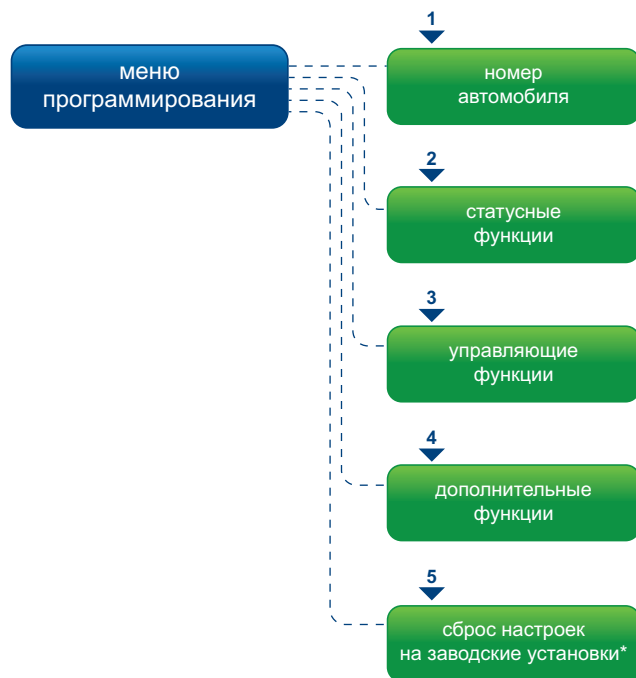 меню
программирования
1
номер
автомобиля
2
статусные
функции
3
управляющие
функции
4
дополнительные
функции
5
сброс настроек
на заводские установки*